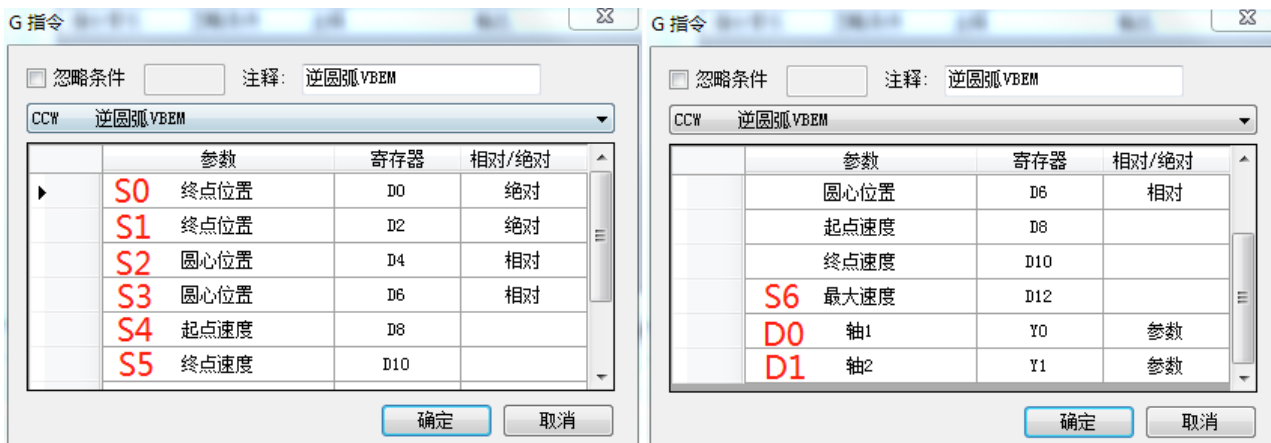 G 指令
忽略条件 注释: 逆圆弧VBEM
CCW 逆圆弧VBEM
参数 寄存器 相对/绝对
S0 终点位置 D0 绝对
S1 终点位置 D2 绝对
S2 圆心位置 D4 相对
S3 圆心位置 D6 相对
S4 起点速度 D8
S5 终点速度 D10
确定 取消
G 指令
忽略条件 注释: 逆圆弧VBEM
CCW 逆圆弧VBEM
参数 寄存器 相对/绝对
圆心位置 D6 相对
起点速度 D8
终点速度 D10
S6 最大速度 D12
D0 轴1 Y0 参数
D1 轴2 Y1 参数
确定 取消